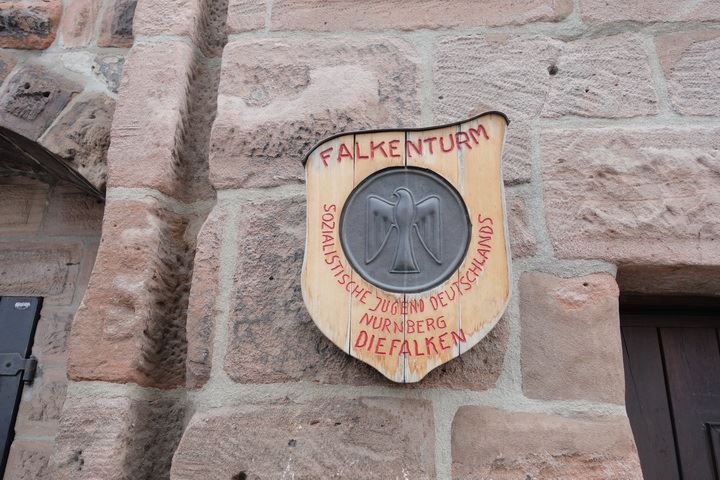 FALKENTURM
SOZIALISTISCHE JUGEND DEUTSCHLANDS
NURNBERG
DIEFALKEN